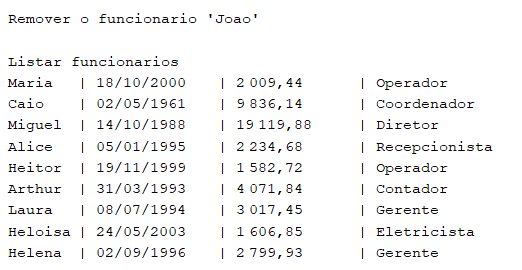 Remover o funcionario 'Joao'
Listar funcionarios
Maria | 18/10/2000 | 2 009,44 | Operador
Caio | 02/05/1961 | 9 836,14 | Coordenador
Miguel | 14/10/1988 | 19 119,88 | Diretor
Alice | 05/01/1995 | 2 234,68 | Recepcionista
Heitor | 19/11/1999 | 1 582,72 | Operador
Arthur | 31/03/1993 | 4 071,84 | Contador
Laura | 08/07/1994 | 3 017,45 | Gerente
Heloisa | 24/05/2003 | 1 606,85 | Eletricista
Helena | 02/09/1996 | 2 799,93 | Gerente